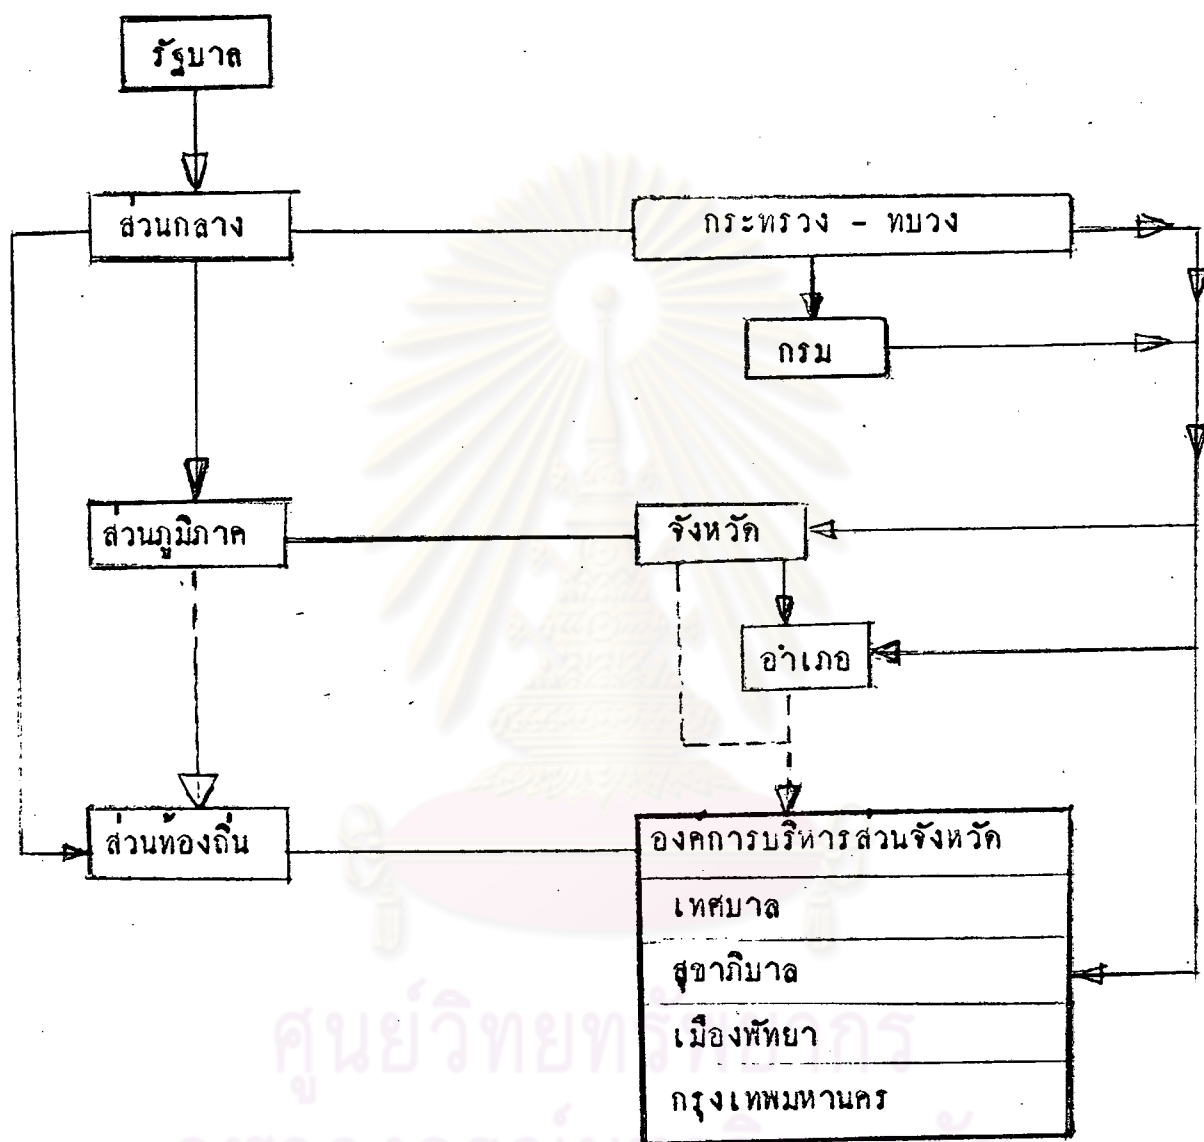 รัฐบาล
ส่วนกลาง
กระทรวง - ทบวง
กรม
ส่วนภูมิภาค
จังหวัด
อำเภอ
ส่วนท้องถิ่น
องคการบริหารส่วนจังหวัด
เทศบาล
สุขาภิบาล
เมืองพัทยา
กรุงเทพมหานคร
ศูนย์วิทยทรัพยากร